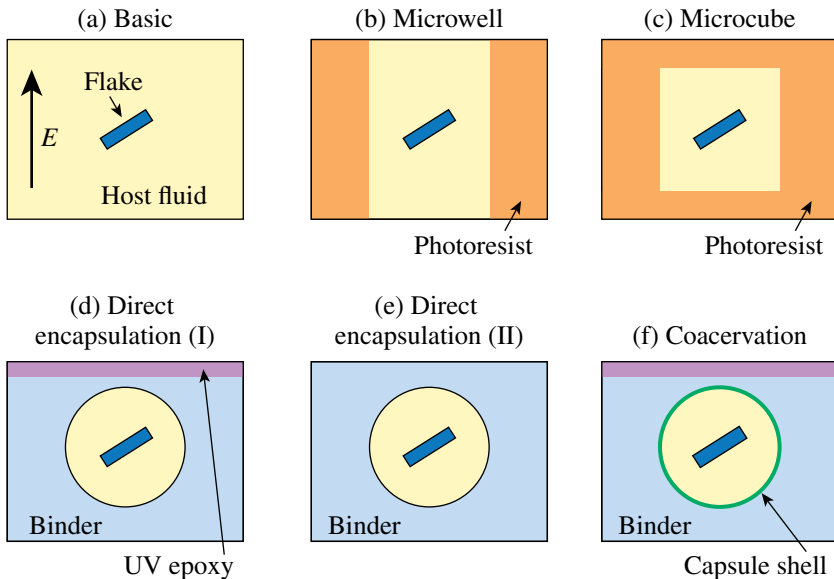 (a) Basic
(b) Microwell
(c) Microcube
Flake
E
Host fluid
Photoresist
Photoresist
(d) Direct
encapsulation (I)
(e) Direct
encapsulation (II)
(f) Coacervation
Binder
Binder
Binder
UV epoxy
Capsule shell